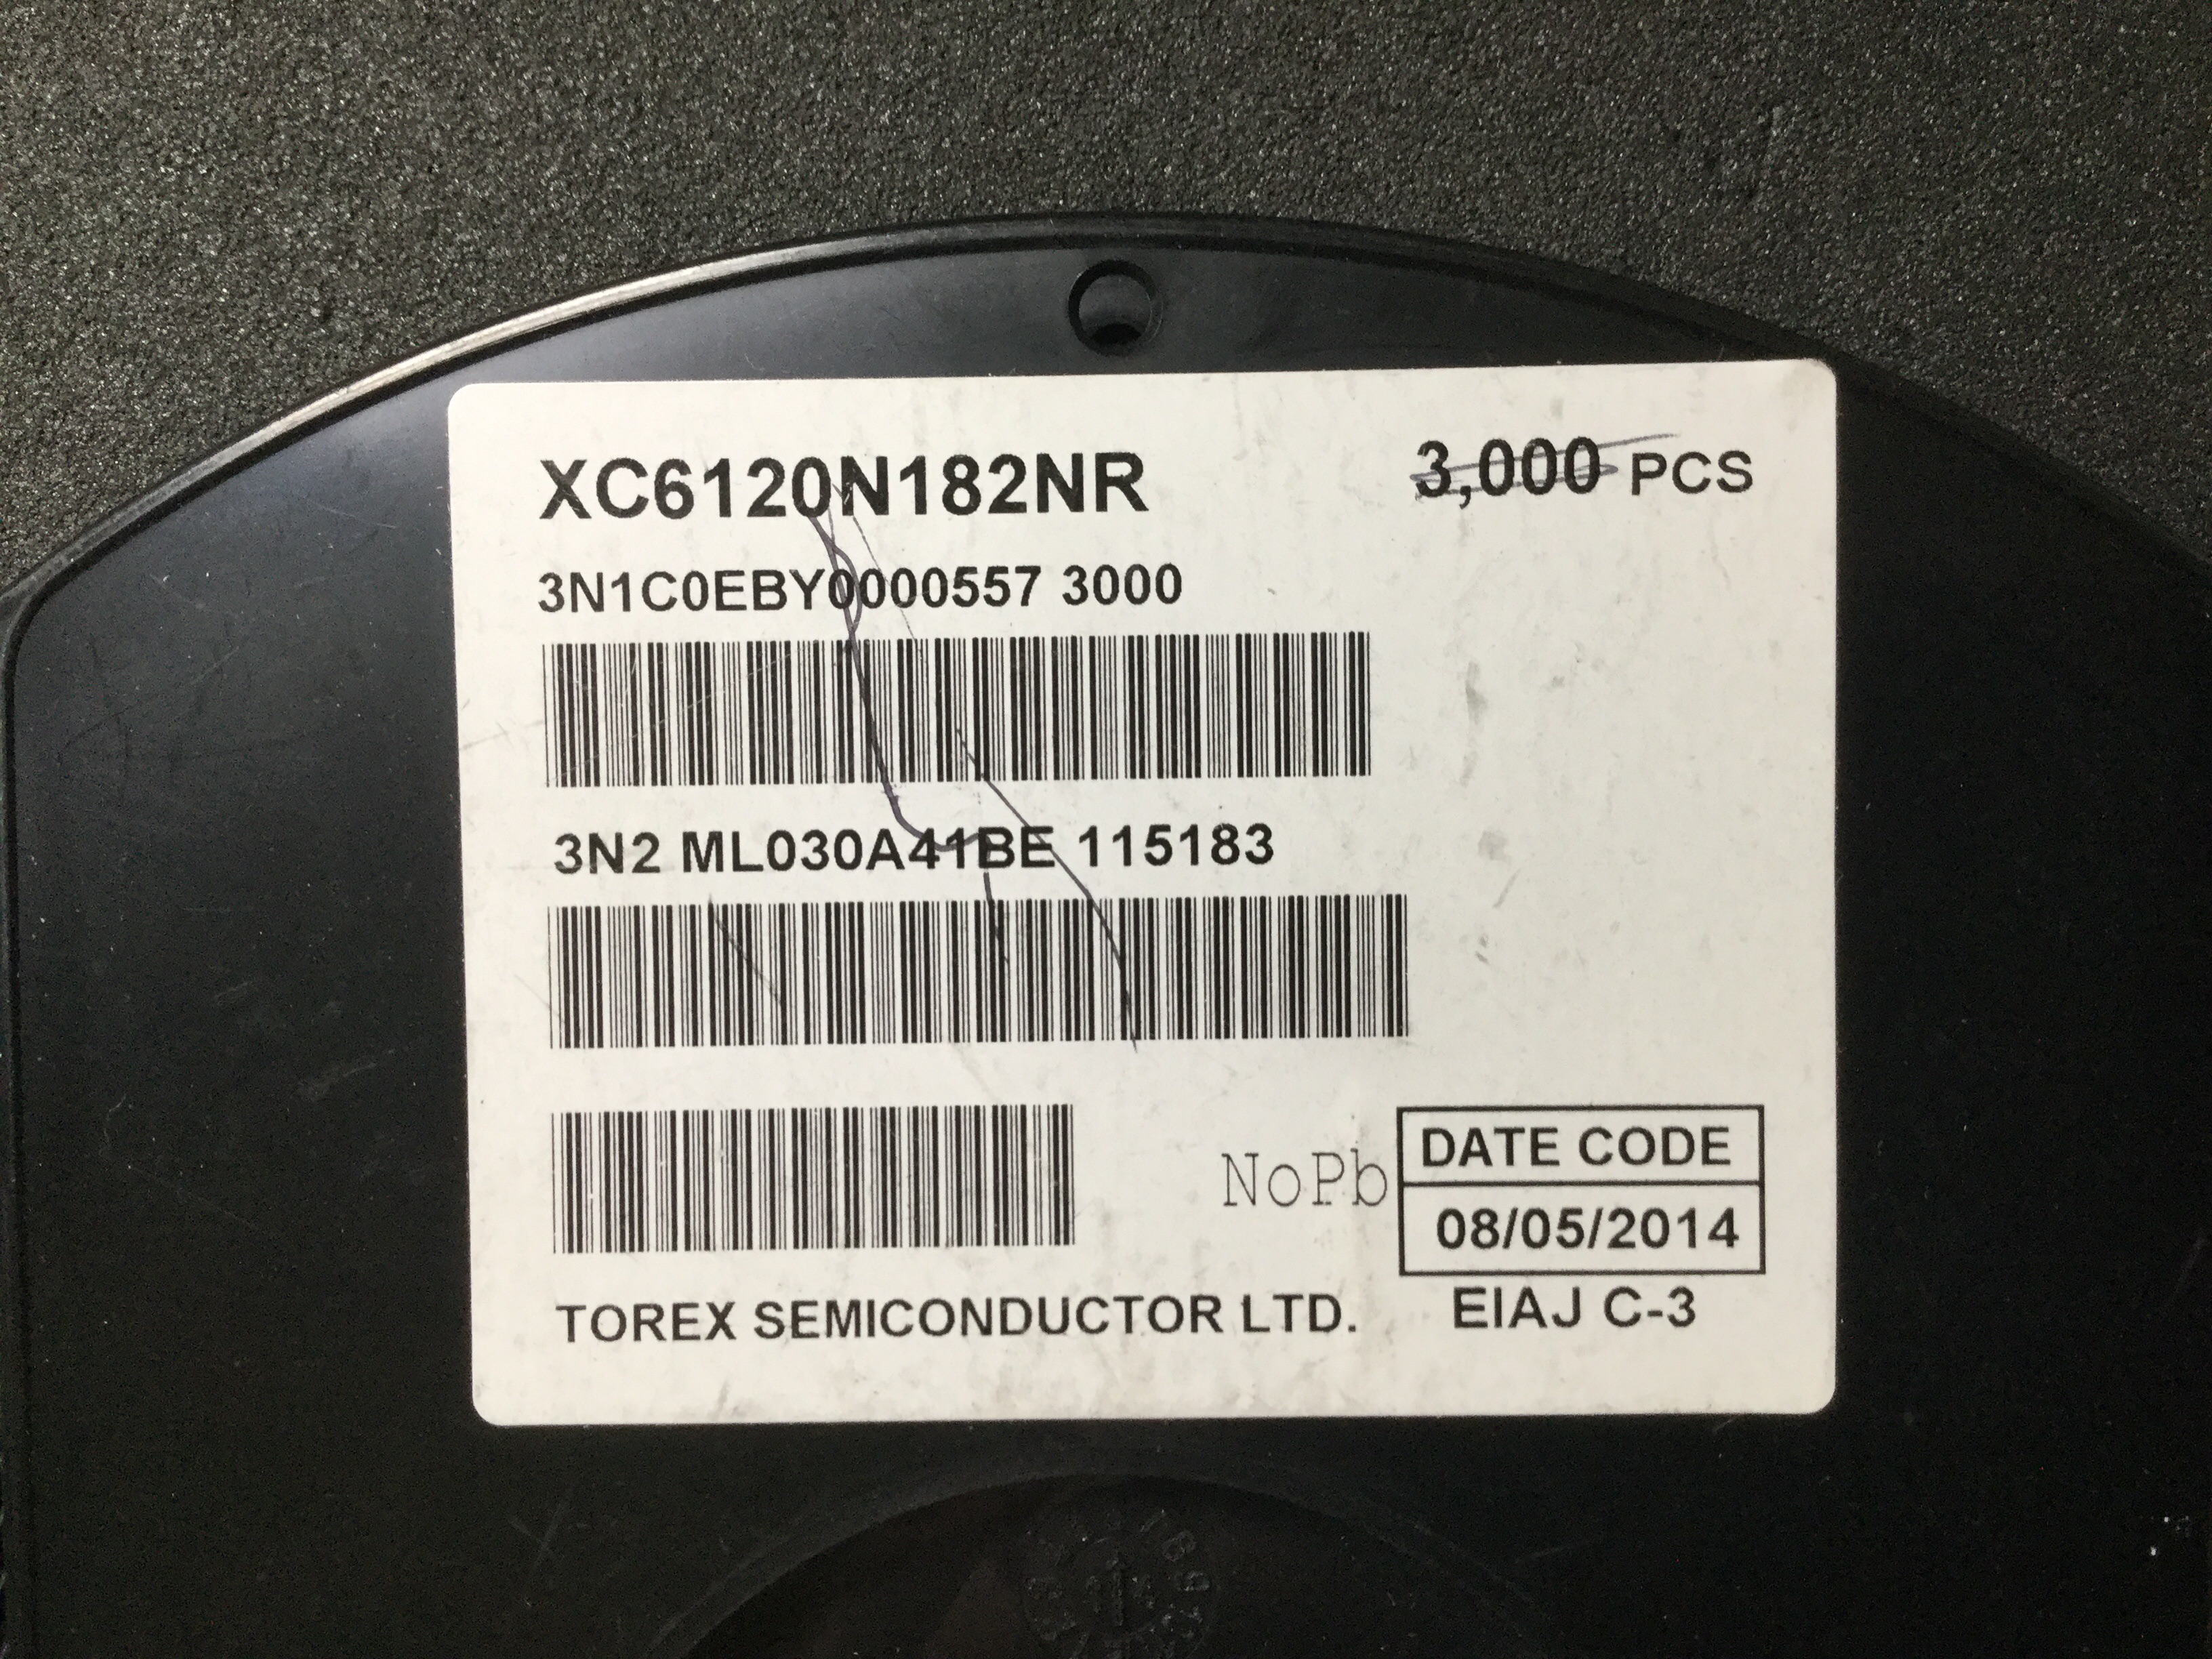 XC6120N182NR 3,000 PCS
3N1C0EBY0000557 3000
3N2 ML030A41BE 115183
NoPb
DATE CODE
08/05/2014
TOREX SEMICONDUCTOR LTD. EIAJ C-3